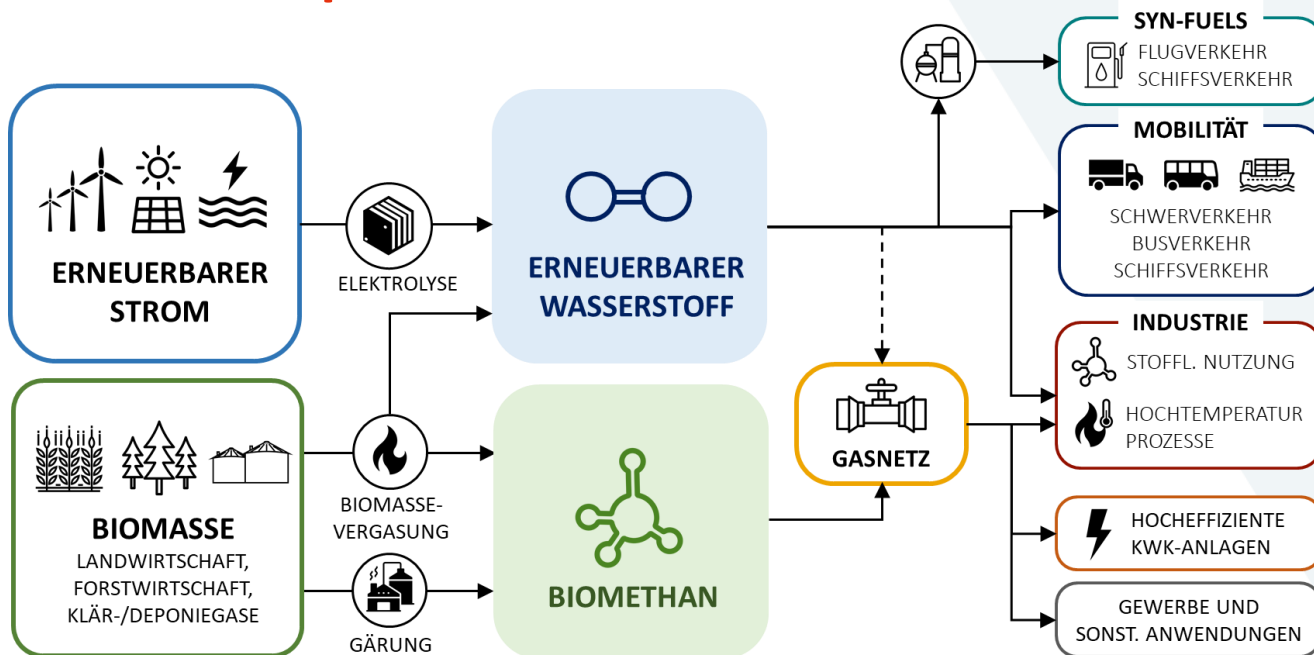 SYN-FUELS
FLUGVERKEHR
SCHIFFSVERKEHR
MOBILITÄT
SCHWERVERKEHR
BUSVERKEHR
SCHIFFSVERKEHR
ERNEUERBARER
STROM
ELEKTROLYSE
ERNEUERBARER
WASSERSTOFF
INDUSTRIE
STOFFL. NUTZUNG
HOCHTEMPERATUR
PROZESSE
GASNETZ
BIOMASSE
LANDWIRTSCHAFT,
FORSTWIRTSCHAFT,
KLÄR-/DEPONIEGASE
BIOMASSE-
VERGASUNG
GÄRUNG
BIOMETHAN
HOCHEFFIZIENTE
KWK-ANLAGEN
GEWERBE UND
SONST. ANWENDUNGEN